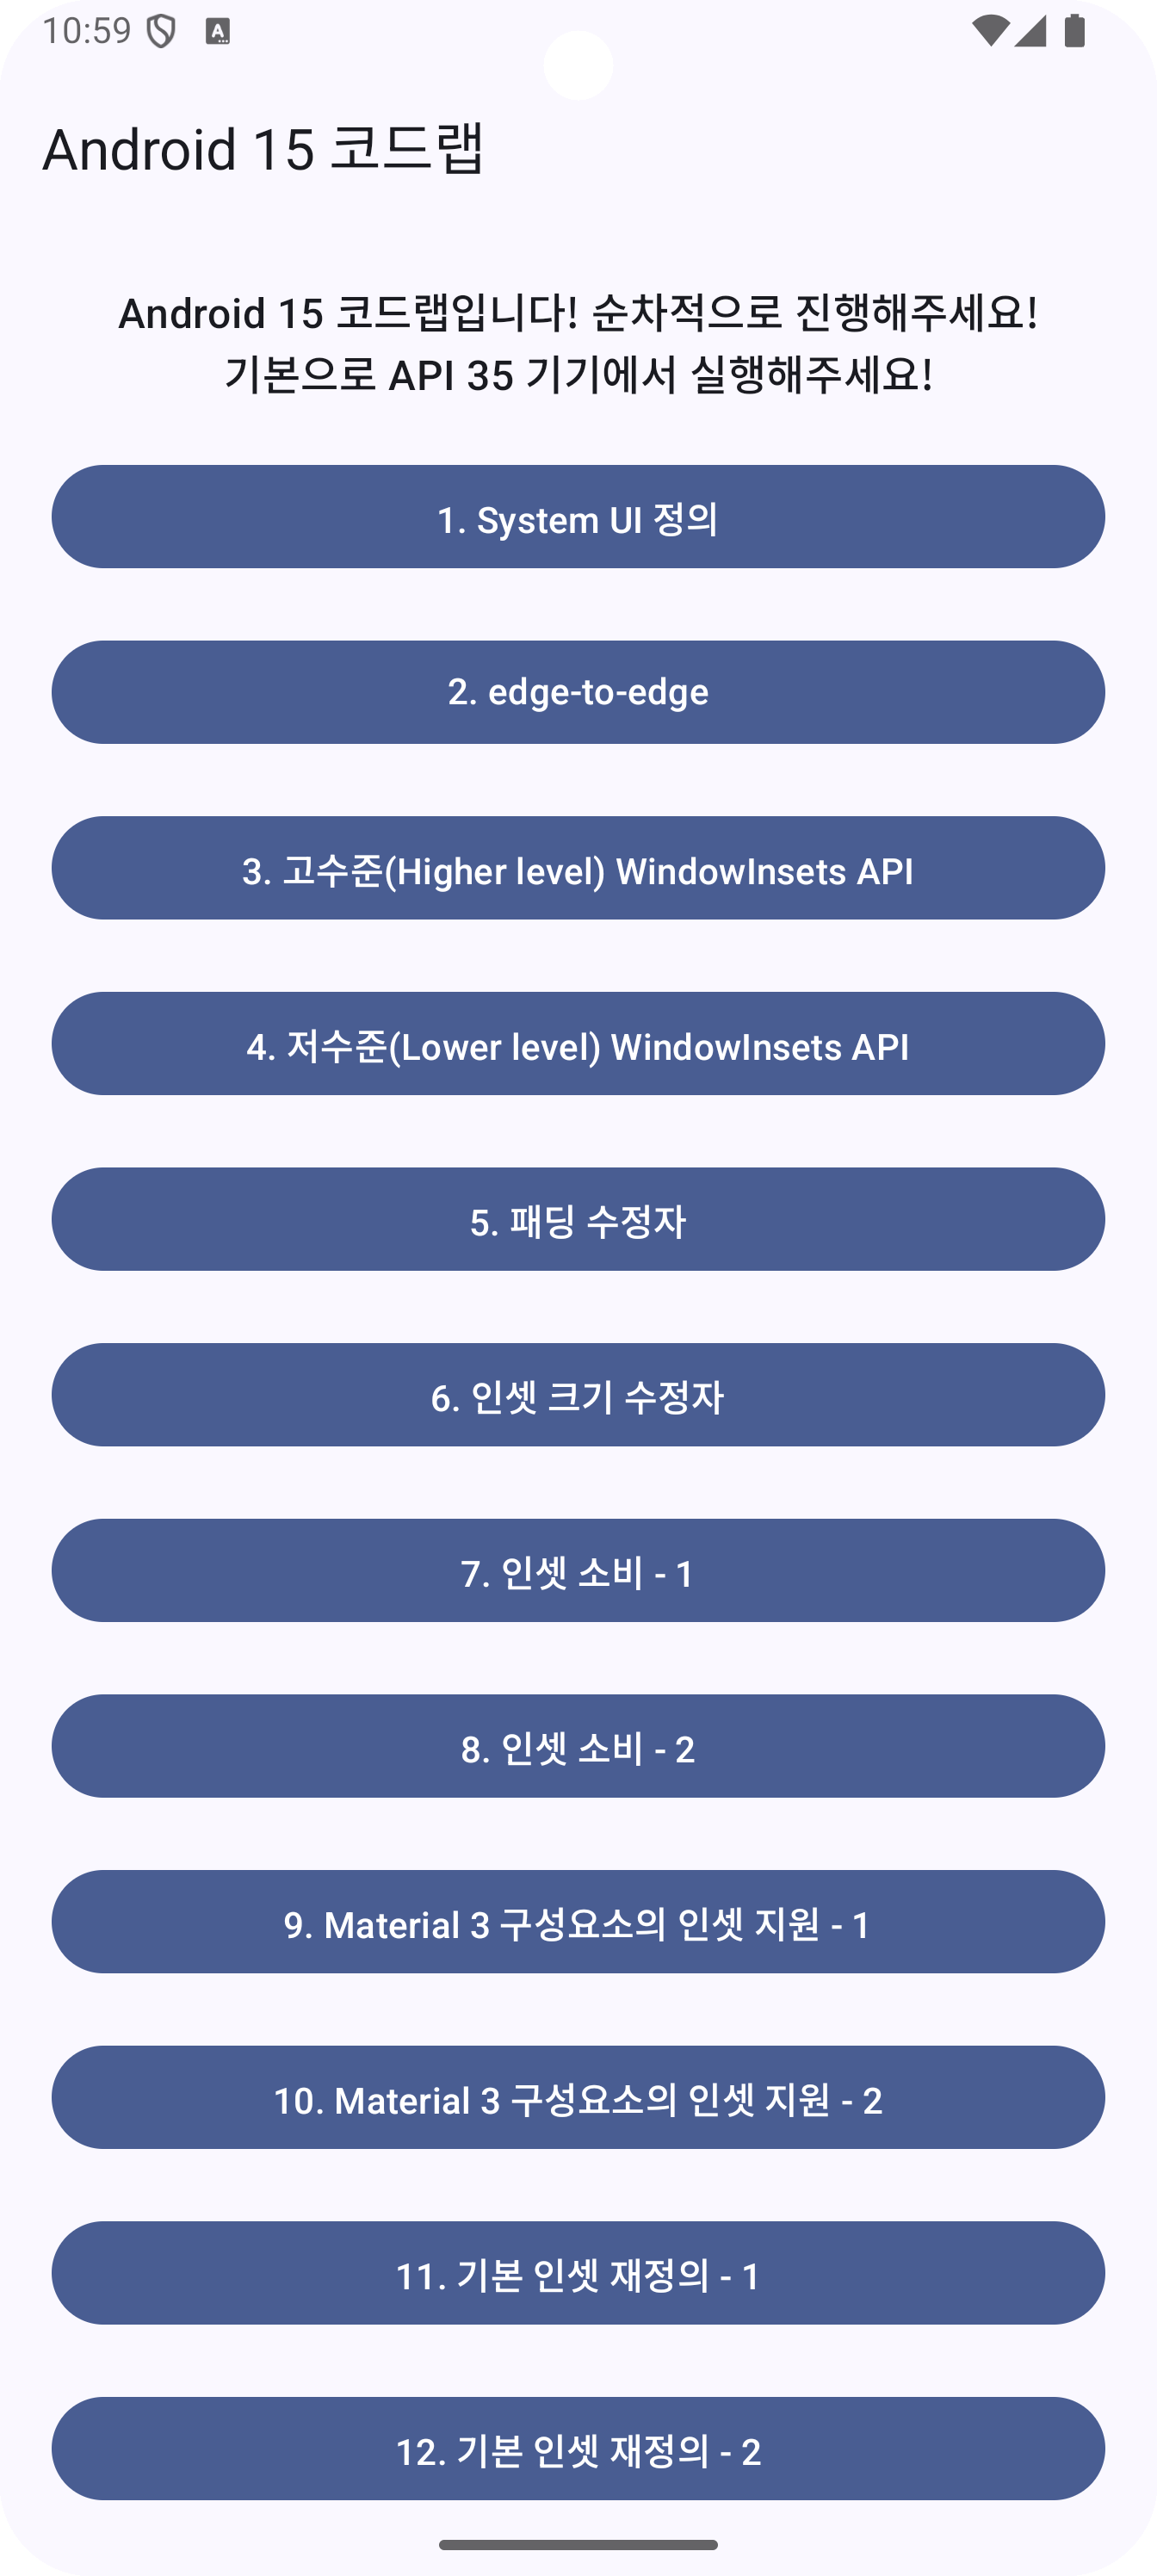 10:59
Android 15 코드랩
Android 15 코드랩입니다! 순차적으로 진행해주세요!
기본으로 API 35 기기에서 실행해주세요!
1. System UI 정의
2. edge-to-edge
3. 고수준(Higher level) WindowInsets API
4. 저수준(Lower level) WindowInsets API
5. 패딩 수정자
6. 인셋 크기 수정자
7. 인셋 소비 - 1
8. 인셋 소비 - 2
9. Material 3 구성요소의 인셋 지원 - 1
10. Material 3 구성요소의 인셋 지원 - 2
11. 기본 인셋 재정의 - 1
12. 기본 인셋 재정의 - 2